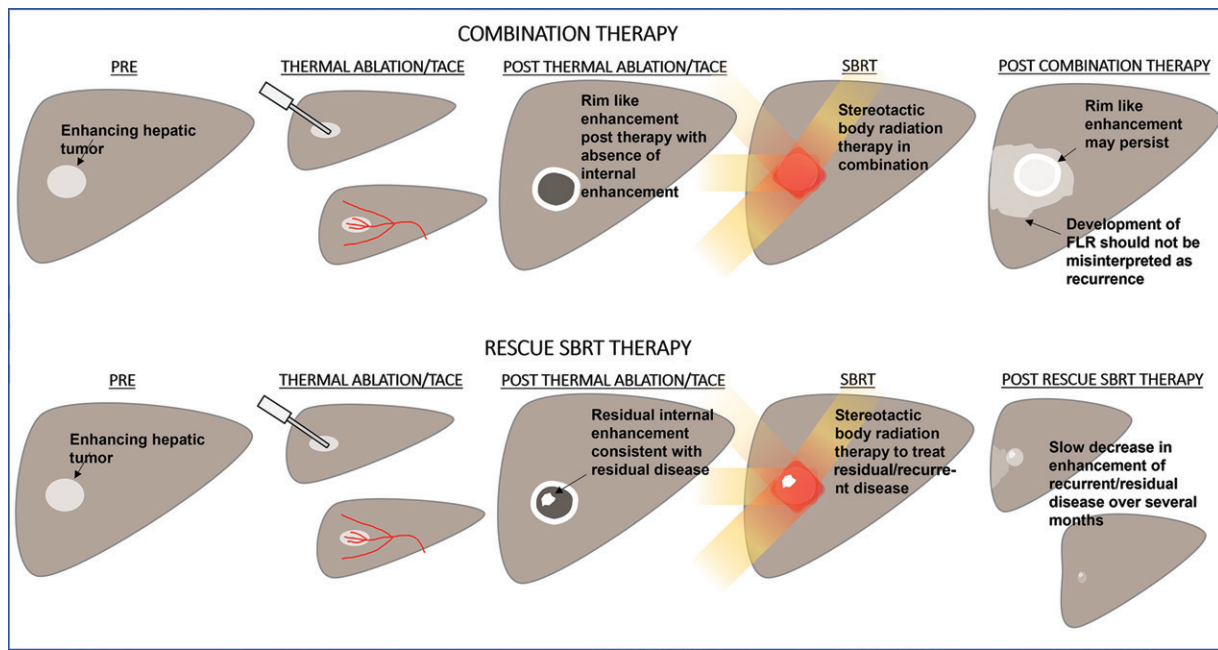 COMBINATION THERAPY
PRE
THERMAL ABLATION/TACE
POST THERMAL ABLATION/TACE
SBRT
POST COMBINATION THERAPY
Enhancing hepatic
tumor
Rim like
enhancement
post therapy with
absence of
internal
enhancement
Stereotactic
body radiation
therapy in
combination
Rim like
enhancement
may persist
Development of
FLR should not be
misinterpreted as
recurrence
RESCUE SBRT THERAPY
PRE
THERMAL ABLATION/TACE
POST THERMAL ABLATION/TACE
SBRT
POST RESCUE SBRT THERAPY
Enhancing hepatic
tumor
Residual internal
enhancement
consistent with
residual disease
Stereotactic
body radiation
therapy to treat
residual/recurre-
nt disease
Slow decrease in
enhancement of
recurrent/residual
disease over several
months